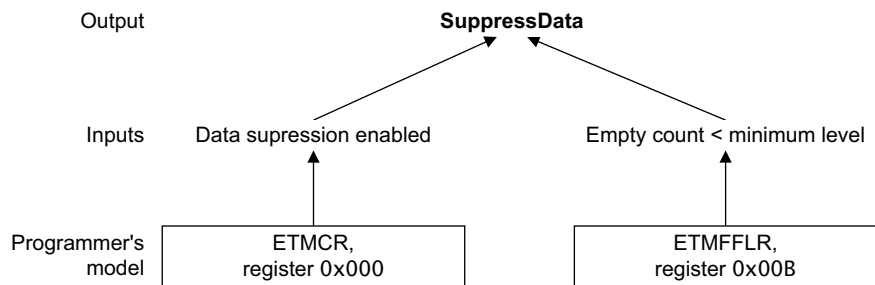 Output SuppressData
Inputs Data supression enabled Empty count < minimum level
Programmer's
model
ETMCR,
register 0x000
ETMFFLR,
register 0x00B